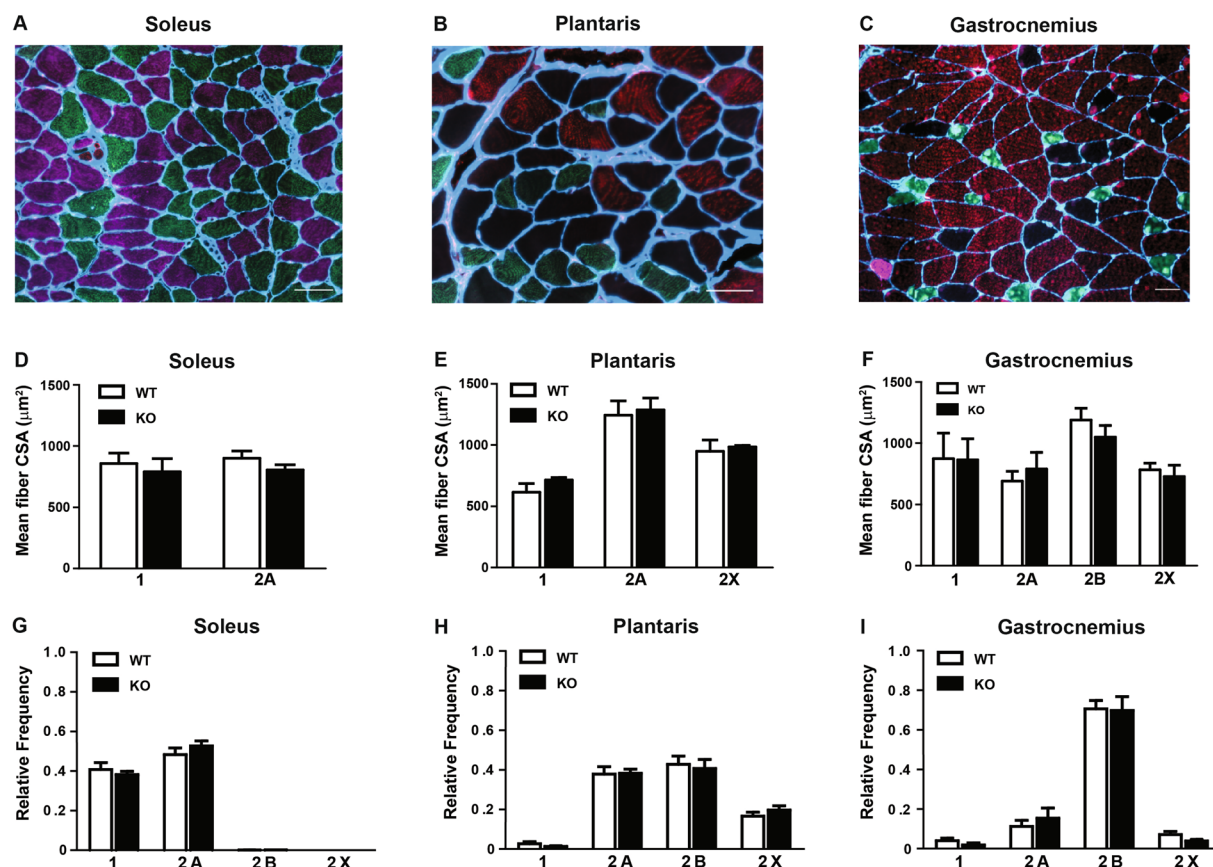 A Soleus
B Plantaris
C Gastrocnemius
D Soleus
Mean fiber CSA (μm²)
1500
1000
500
0
WT
KO
1 2A
E Plantaris
Mean fiber CSA (μm²)
1500
1000
500
0
WT
KO
1 2A 2X
F Gastrocnemius
Mean fiber CSA (μm²)
1500
1000
500
0
WT
KO
1 2A 2B 2X
G Soleus
Relative Frequency
1.0
0.8
0.6
0.4
0.2
0
WT
KO
1 2A 2B 2X
H Plantaris
Relative Frequency
1.0
0.8
0.6
0.4
0.2
0
WT
KO
1 2A 2B 2X
I Gastrocnemius
Relative Frequency
1.0
0.8
0.6
0.4
0.2
0
WT
KO
1 2A 2B 2X